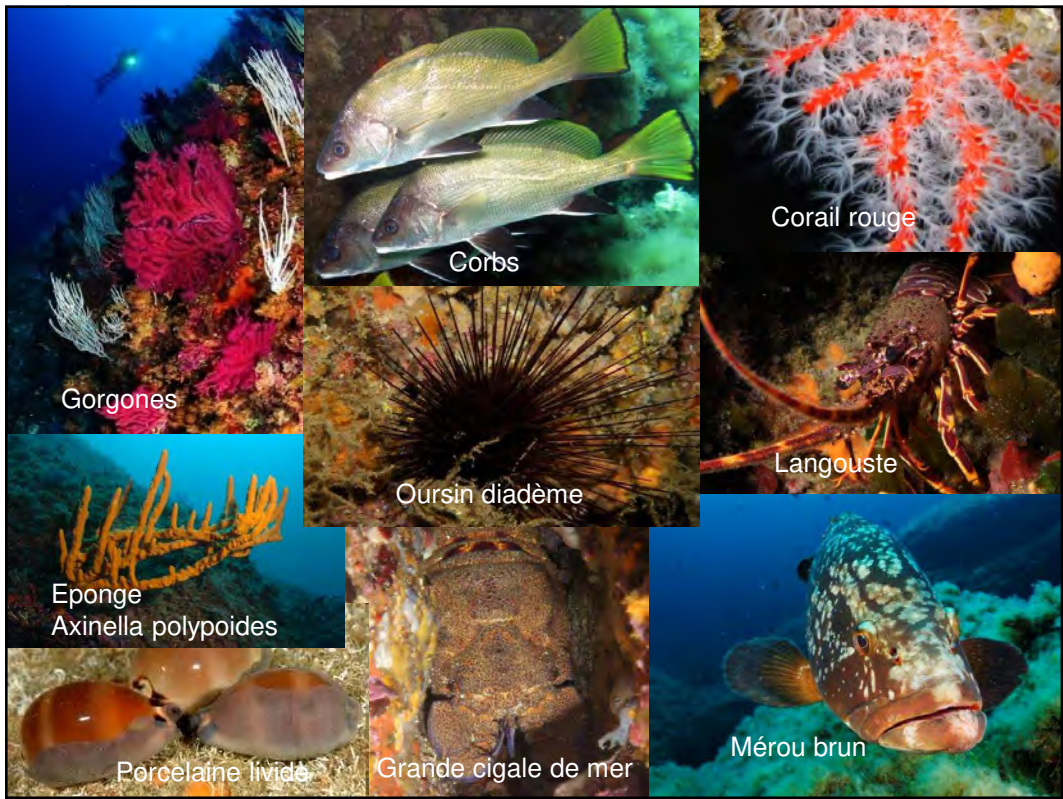 Gorgones
Corbs
Corail rouge
Oursin diadème
Langouste
Eponge
Axinella polypoides
Porcelaine livide
Grande cigale de mer
Mérou brun